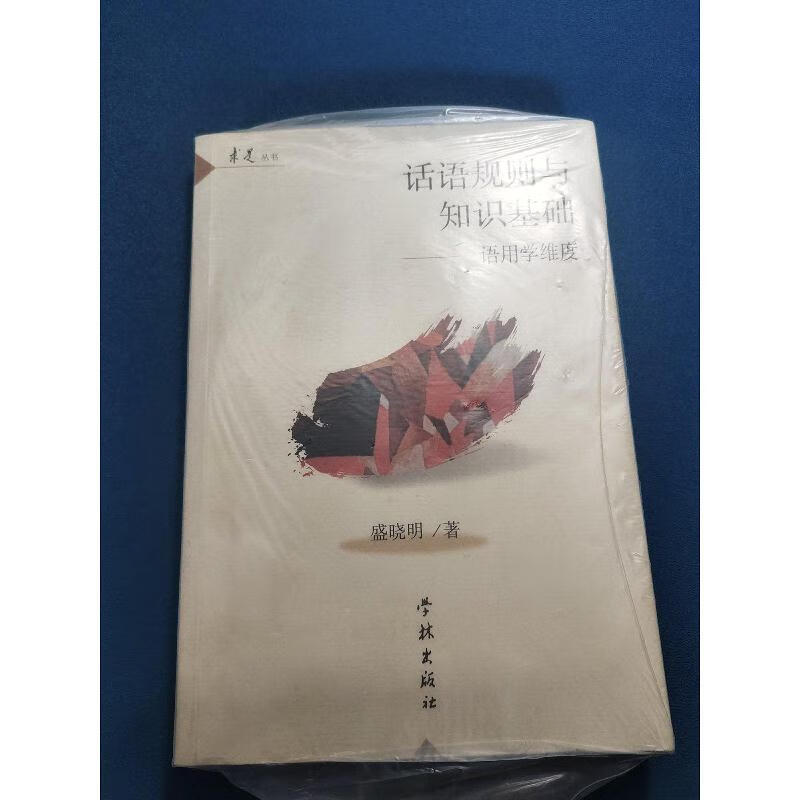 求是丛书
话语规则与
知识基础
——语用学维度
盛晓明/著
学林出版社